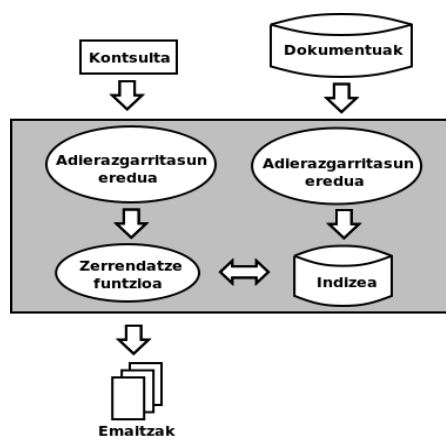 Kontsulta
Dokumentuak
Adierazgarritasun
eredua
Adierazgarritasun
eredua
Zerrendatze
funtzioa
Indizea
Emaitzak